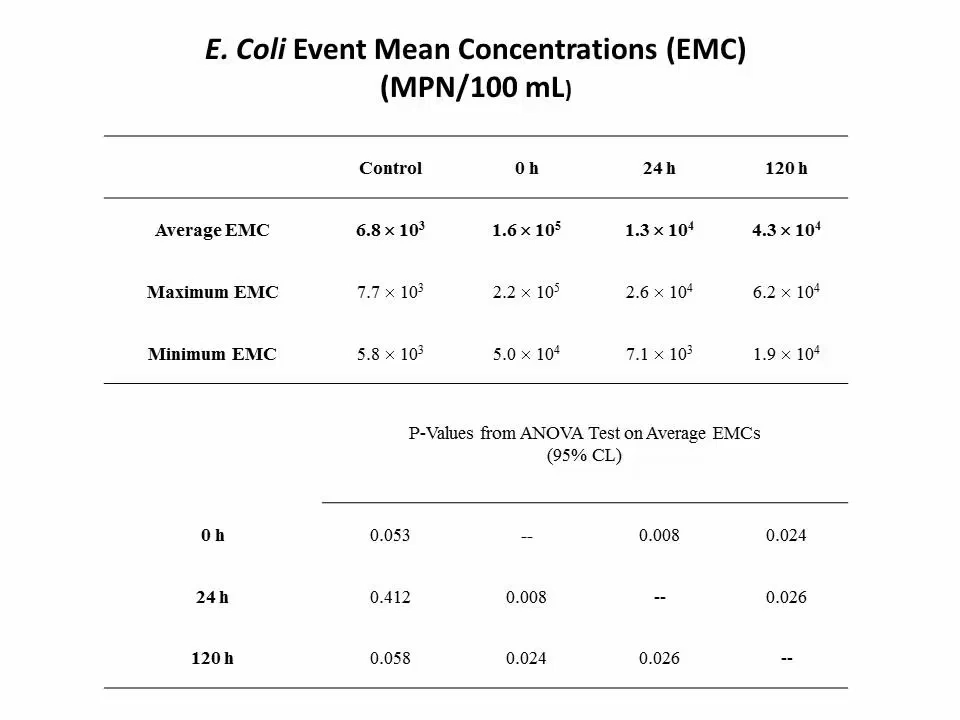 E. Coli Event Mean Concentrations (EMC)
(MPN/100 mL)
Control 0 h 24 h 120 h
Average EMC 6.8 × 10³ 1.6 × 10⁵ 1.3 × 10⁴ 4.3 × 10⁴
Maximum EMC 7.7 × 10³ 2.2 × 10⁵ 2.6 × 10⁴ 6.2 × 10⁴
Minimum EMC 5.8 × 10³ 5.0 × 10⁴ 7.1 × 10³ 1.9 × 10⁴
P-Values from ANOVA Test on Average EMCs
(95% CL)
0 h 0.053 -- 0.008 0.024
24 h 0.412 0.008 -- 0.026
120 h 0.058 0.024 0.026 --